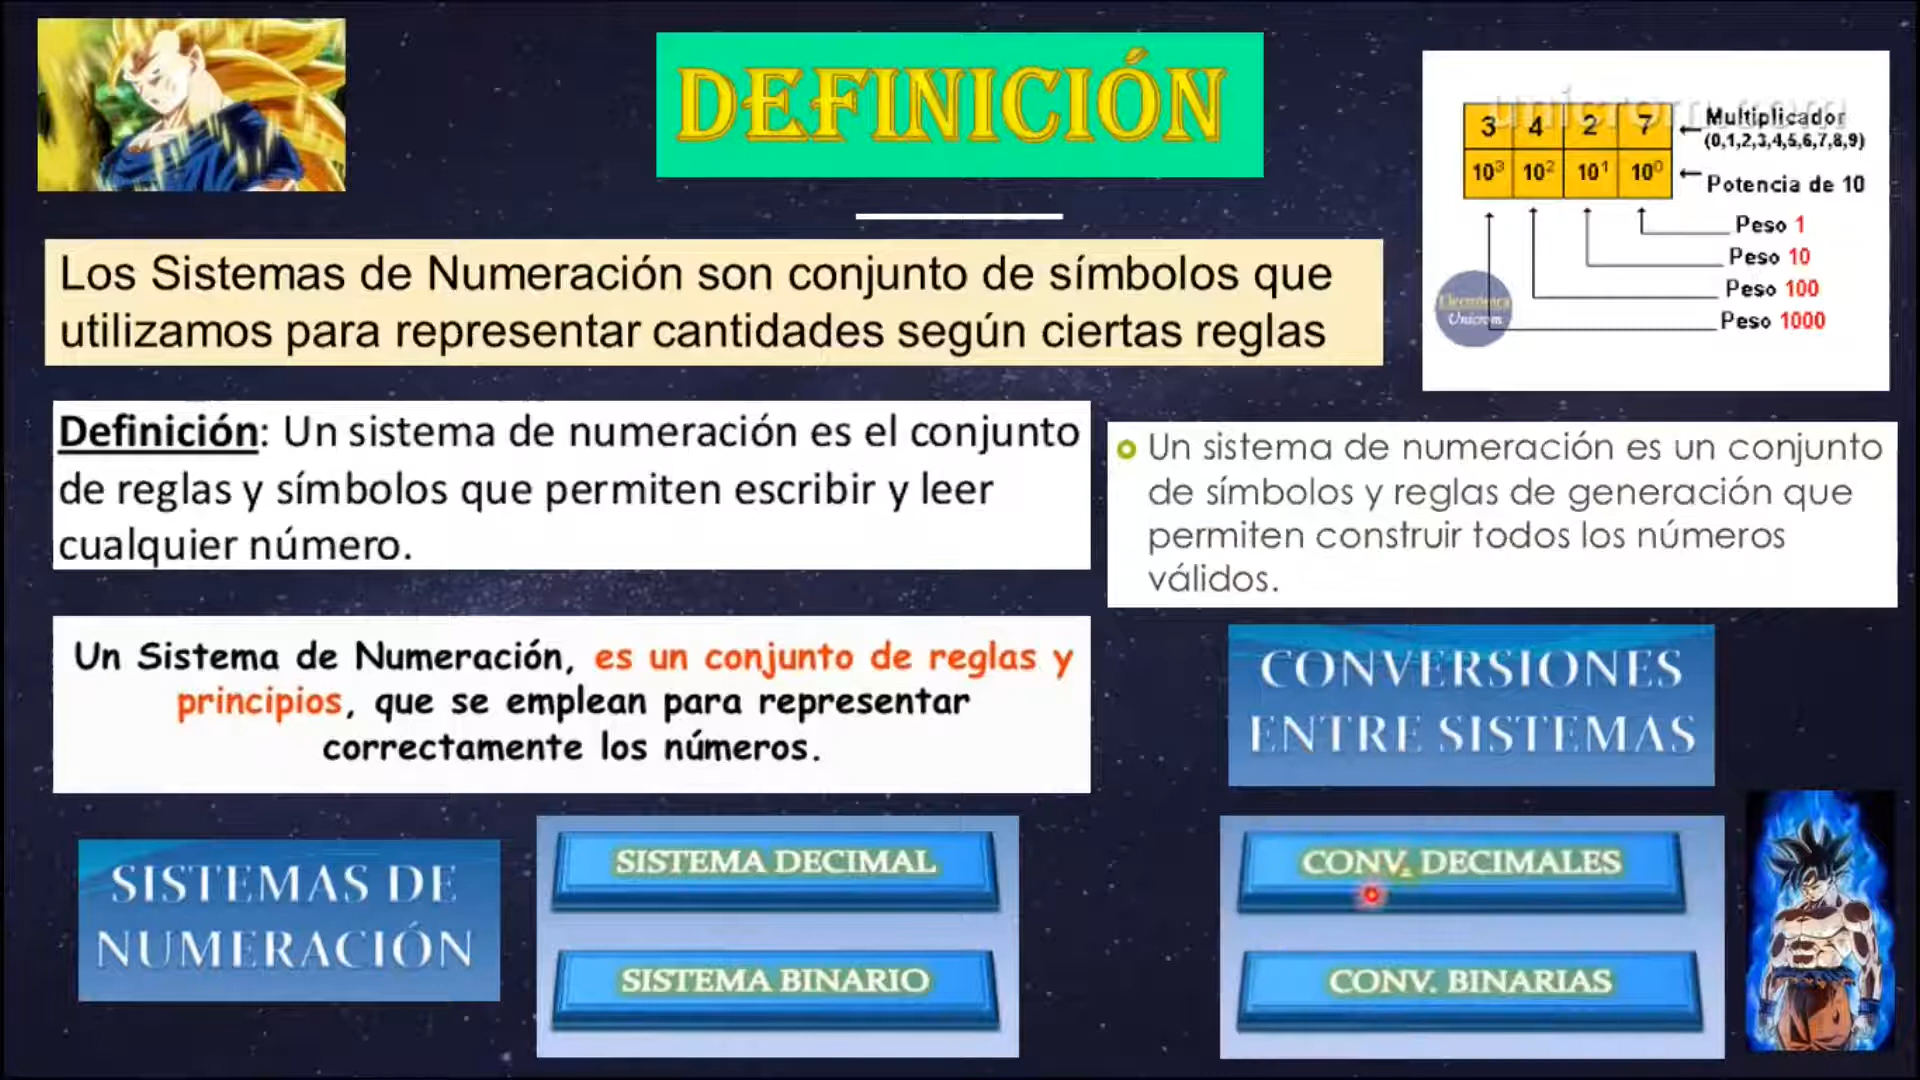 DEFINICIÓN
unicrom.com
3 4 2 7 Multiplicador
(0,1,2,3,4,5,6,7,8,9)
10³ 10² 10¹ 10⁰ Potencia de 10
Peso 1
Peso 10
Peso 100
Peso 1000
Electrónica
Unicrom
Los Sistemas de Numeración son conjunto de símbolos que
utilizamos para representar cantidades según ciertas reglas
Definición: Un sistema de numeración es el conjunto
de reglas y símbolos que permiten escribir y leer
cualquier número.
Un sistema de numeración es un conjunto
de símbolos y reglas de generación que
permiten construir todos los números
válidos.
Un Sistema de Numeración, es un conjunto de reglas y
principios, que se emplean para representar
correctamente los números.
CONVERSIONES
ENTRE SISTEMAS
SISTEMAS DE
NUMERACIÓN
SISTEMA DECIMAL
SISTEMA BINARIO
CONV. DECIMALES
CONV. BINARIAS